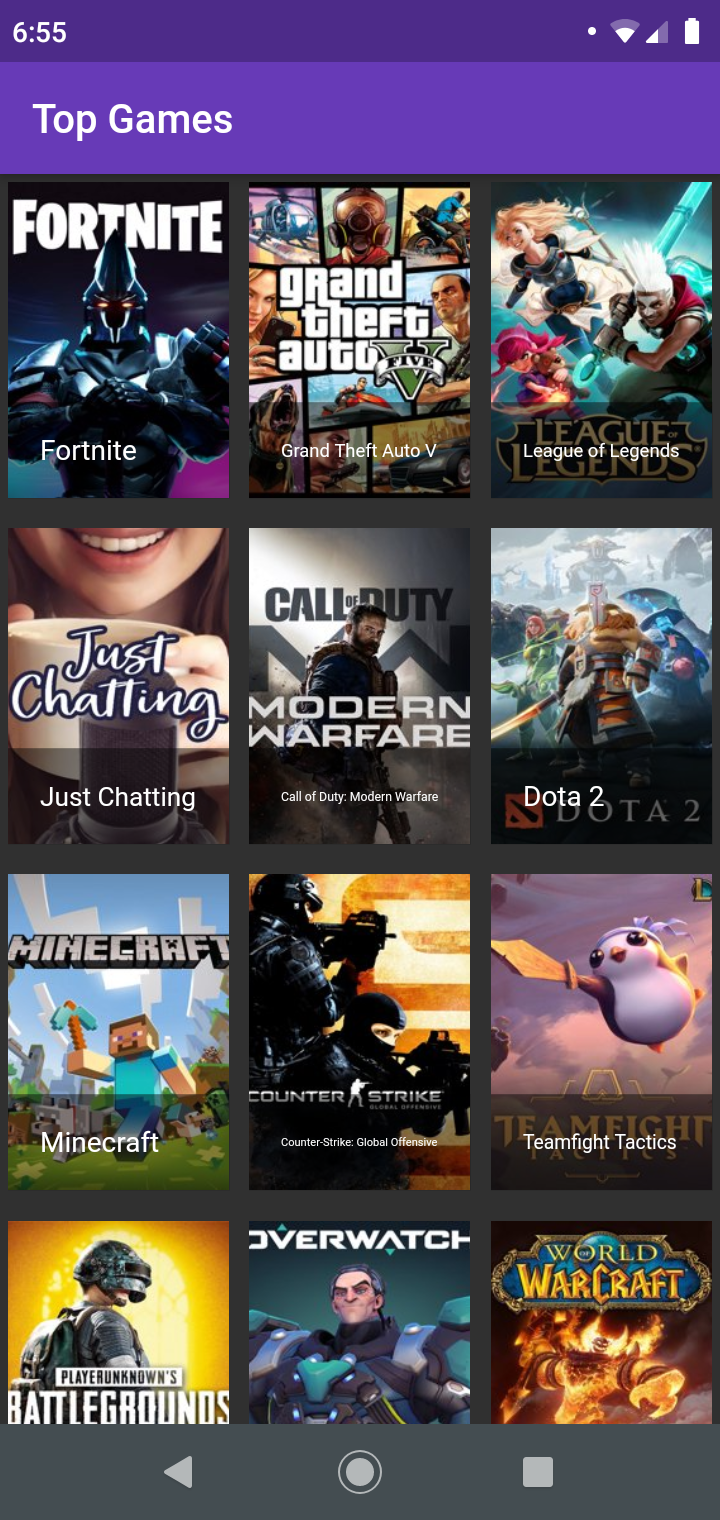 6:55
Top Games
FORTNITE
Fortnite
grand
theft
auto
FIVE
Grand Theft Auto V
LEAGUE OF
LEGENDS
League of Legends
Just
Chatting
Just Chatting
CALL OF DUTY
MODERN
WARFARE
Call of Duty: Modern Warfare
DOTA 2
Dota 2
MINECRAFT
Minecraft
COUNTER STRIKE
GLOBAL OFFENSIVE
Counter-Strike: Global Offensive
L
TEAMFIGHT
TACTICS
Teamfight Tactics
PLAYERUNKNOWN'S
BATTLEGROUNDS
OVERWATCH
WORLD
OF
WARCRAFT